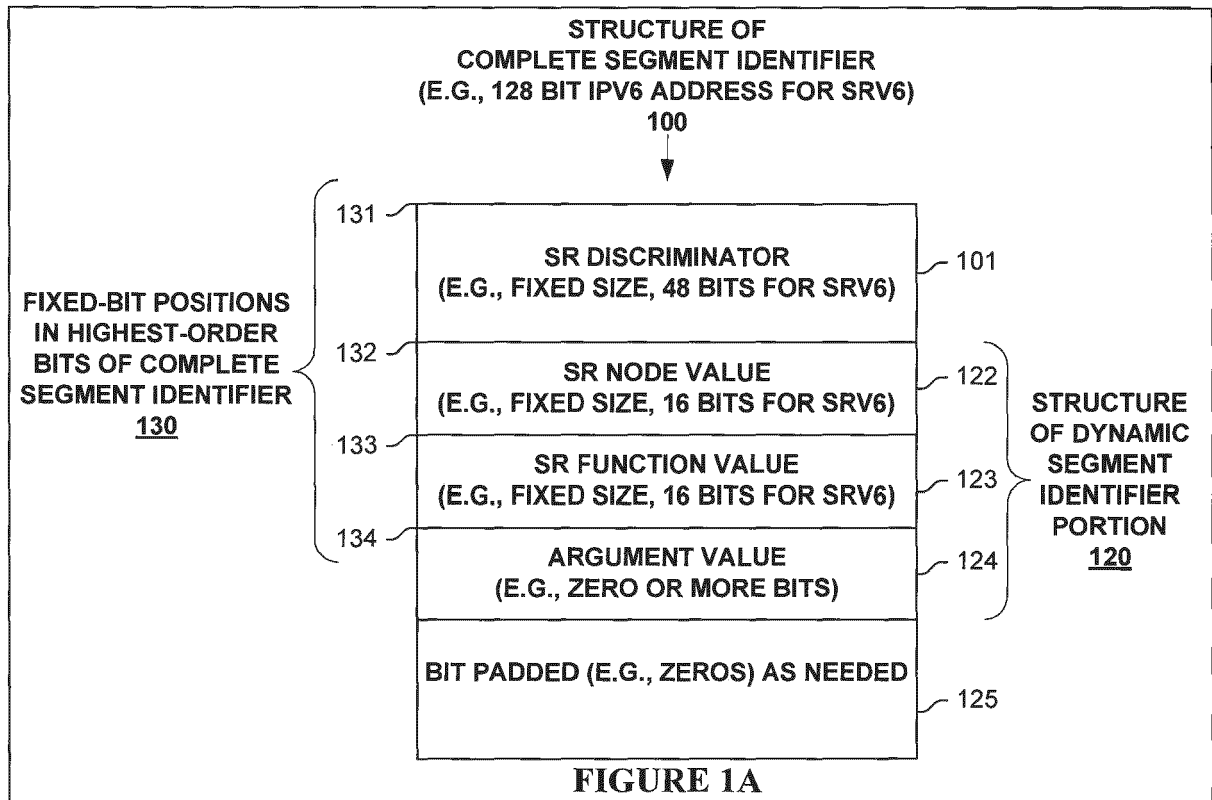 STRUCTURE OF
COMPLETE SEGMENT IDENTIFIER
(E.G., 128 BIT IPV6 ADDRESS FOR SRV6)
100
131
SR DISCRIMINATOR
(E.G., FIXED SIZE, 48 BITS FOR SRV6)
101
FIXED-BIT POSITIONS
IN HIGHEST-ORDER
BITS OF COMPLETE
SEGMENT IDENTIFIER
130
132
SR NODE VALUE
(E.G., FIXED SIZE, 16 BITS FOR SRV6)
122
133
SR FUNCTION VALUE
(E.G., FIXED SIZE, 16 BITS FOR SRV6)
123
134
ARGUMENT VALUE
(E.G., ZERO OR MORE BITS)
124
STRUCTURE
OF DYNAMIC
SEGMENT
IDENTIFIER
PORTION
120
BIT PADDED (E.G., ZEROS) AS NEEDED
125
FIGURE 1A